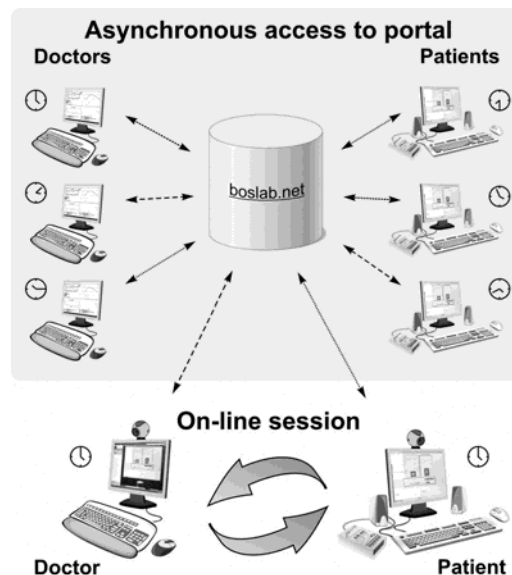 Asynchronous access to portal
Doctors
Patients
boslab.net
On-line session
Doctor
Patient